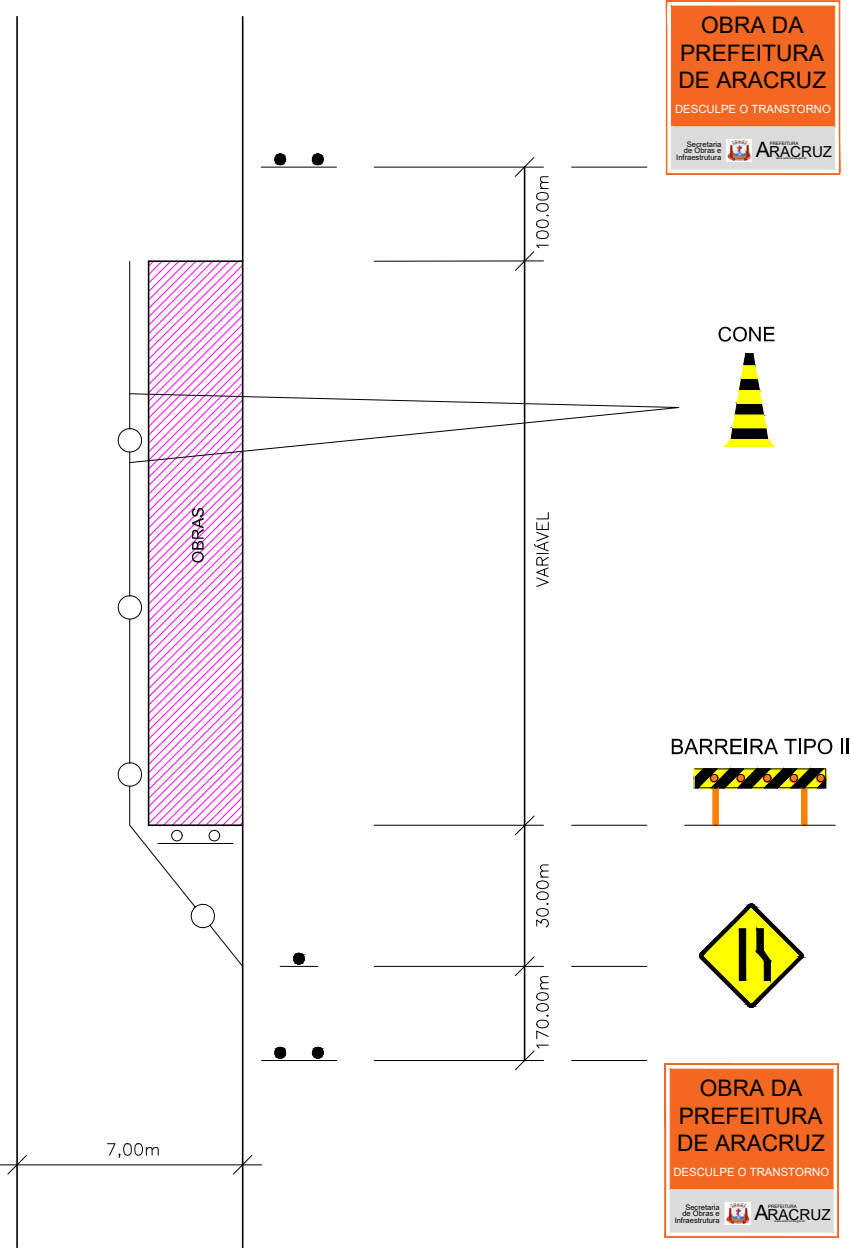 OBRA DA
PREFEITURA
DE ARACRUZ
DESCULPE O TRANSTORNO
Secretaria
de Obras e
Infraestrutura
PREFEITURA
ARACRUZ
100.00m
CONE
OBRAS
VARIÁVEL
BARREIRA TIPO II
30.00m
170.00m
OBRA DA
PREFEITURA
DE ARACRUZ
DESCULPE O TRANSTORNO
Secretaria
de Obras e
Infraestrutura
PREFEITURA
ARACRUZ
7,00m